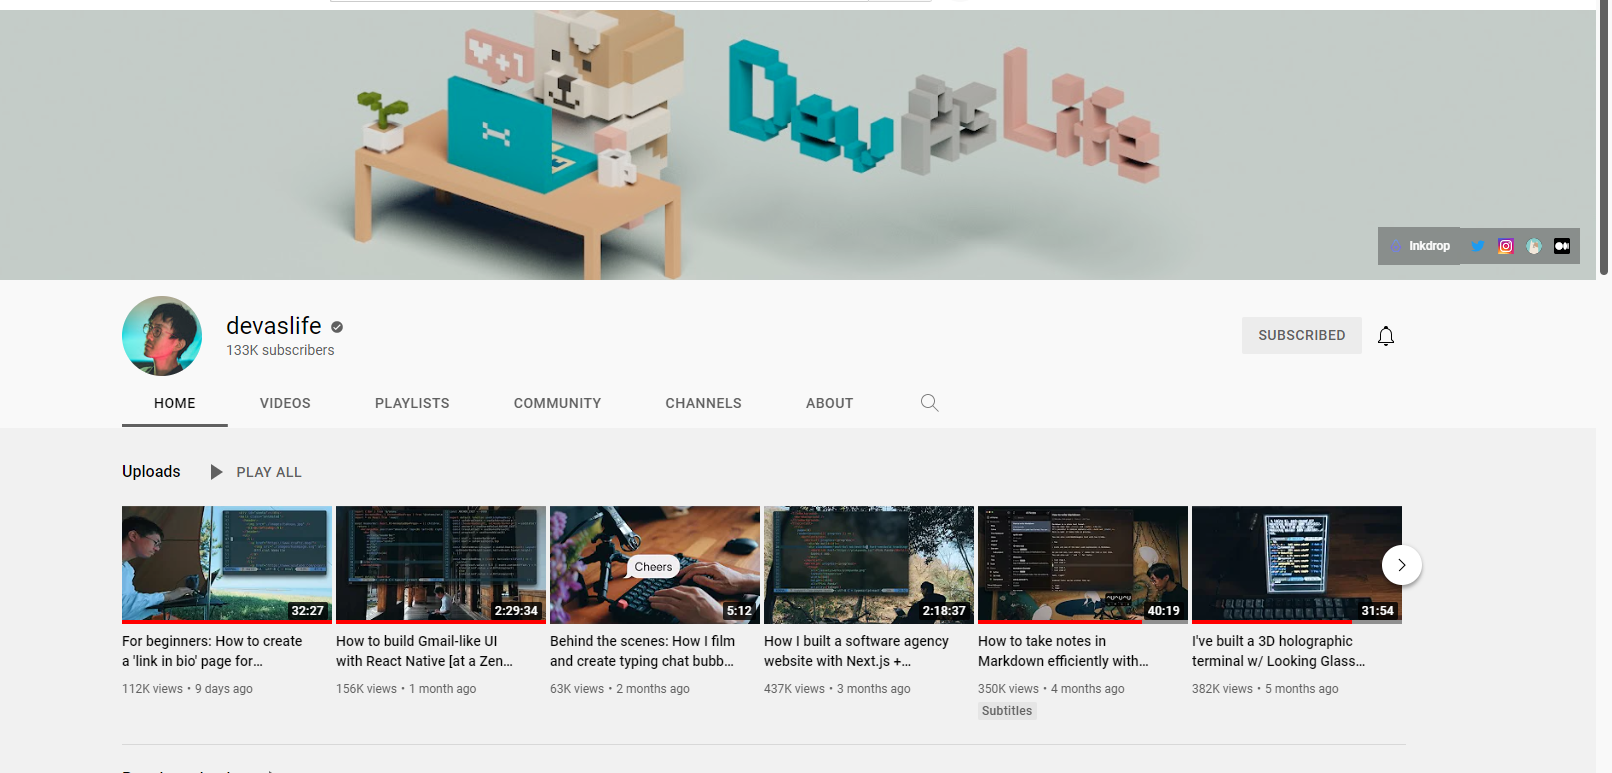 +1
Dev as Life
Inkdrop
devaslife
133K subscribers
SUBSCRIBED
HOME
VIDEOS
PLAYLISTS
COMMUNITY
CHANNELS
ABOUT
Uploads
PLAY ALL
32:27
2:29:34
Cheers
5:12
2:18:37
40:19
31:54
For beginners: How to create
a 'link in bio' page for...
112K views • 9 days ago
How to build Gmail-like UI
with React Native [at a Zen...
156K views • 1 month ago
Behind the scenes: How I film
and create typing chat bubb...
63K views • 2 months ago
How I built a software agency
website with Next.js +...
437K views • 3 months ago
How to take notes in
Markdown efficiently with...
350K views • 4 months ago
Subtitles
I've built a 3D holographic
terminal w/ Looking Glass...
382K views • 5 months ago